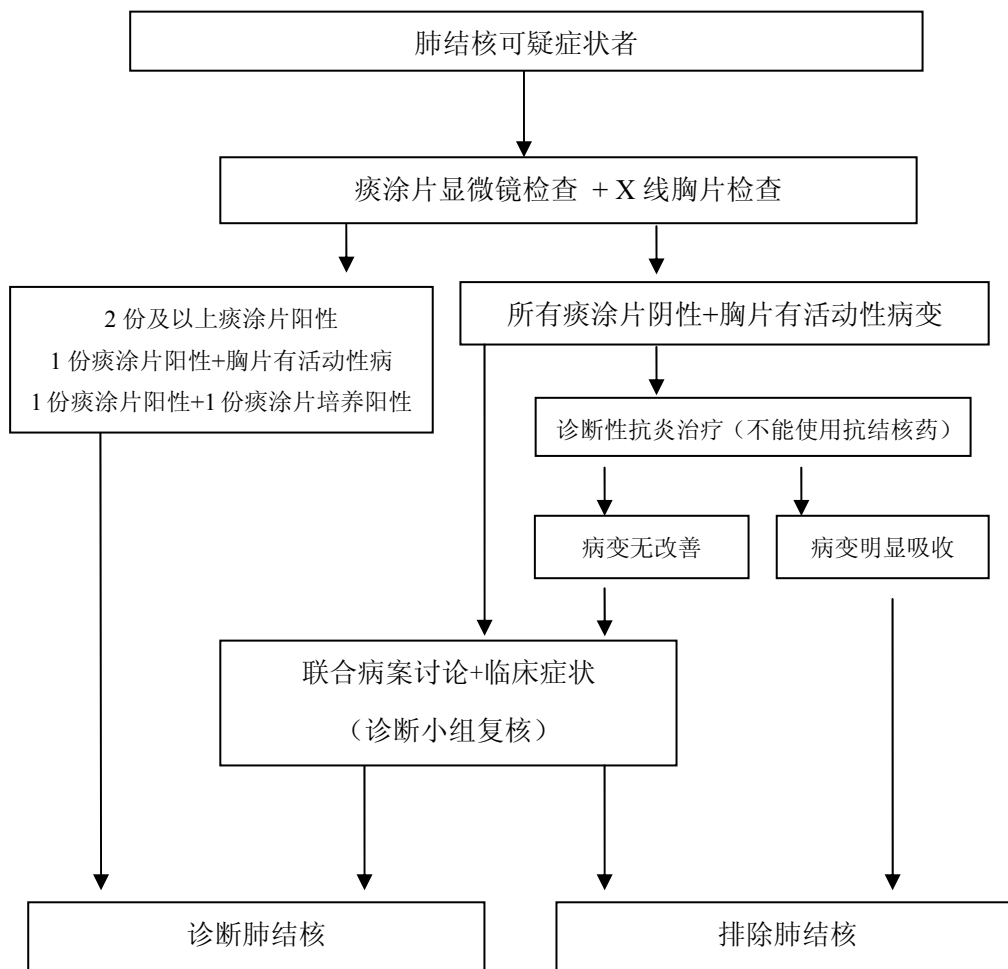 肺结核可疑症状者
痰涂片显微镜检查 + X 线胸片检查
2 份及以上痰涂片阳性
1 份痰涂片阳性+胸片有活动性病
1 份痰涂片阳性+1 份痰涂片培养阳性
所有痰涂片阴性+胸片有活动性病变
诊断性抗炎治疗（不能使用抗结核药）
病变无改善
病变明显吸收
联合病案讨论+临床症状
（诊断小组复核）
诊断肺结核
排除肺结核